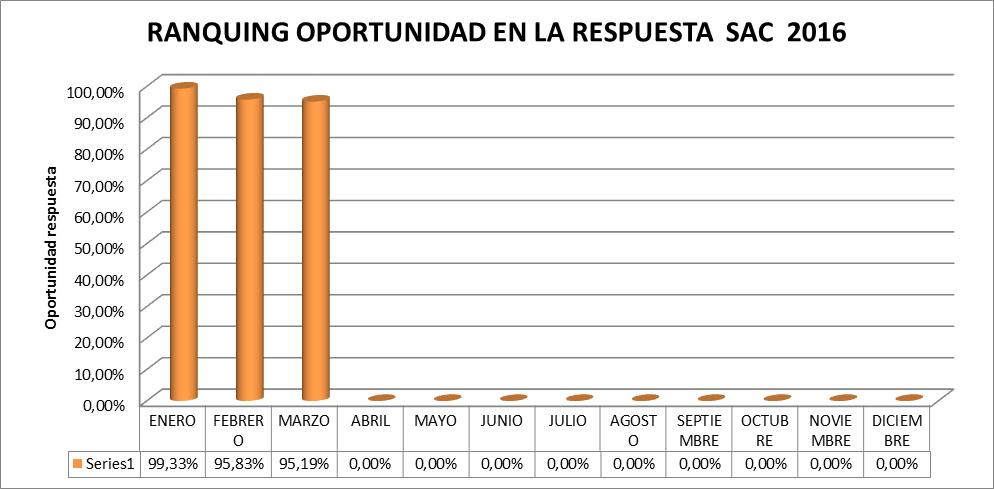 RANQUING OPORTUNIDAD EN LA RESPUESTA SAC 2016
Oportunidad respuesta
100,00%
90,00%
80,00%
70,00%
60,00%
50,00%
40,00%
30,00%
20,00%
10,00%
0,00%
ENERO FEBRER MARZO ABRIL MAYO JUNIO JULIO AGOST SEPTIE OCTUB NOVIE DICIEM
O O MBRE RE MBRE BRE
Series1 99,33% 95,83% 95,19% 0,00% 0,00% 0,00% 0,00% 0,00% 0,00% 0,00% 0,00% 0,00%